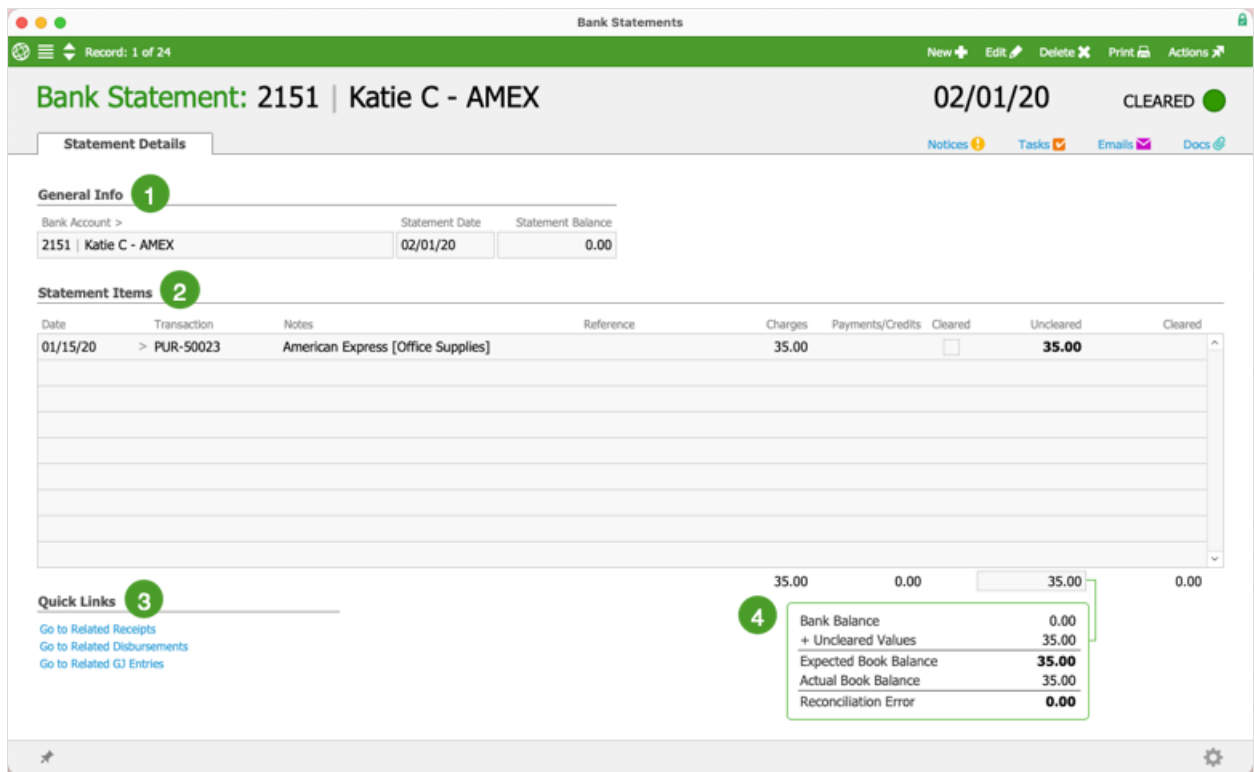 Bank Statements
Record: 1 of 24 New Edit Delete Print Actions
Bank Statement: 2151 | Katie C - AMEX 02/01/20 CLEARED
Statement Details Notices Tasks Emails Docs
General Info 1
Bank Account > Statement Date Statement Balance
2151 | Katie C - AMEX 02/01/20 0.00
Statement Items 2
Date Transaction Notes Reference Charges Payments/Credits Cleared Uncleared Cleared
01/15/20 > PUR-50023 American Express [Office Supplies] 35.00 35.00
35.00 0.00 35.00 0.00
Quick Links 3
Go to Related Receipts
Go to Related Disbursements
Go to Related GJ Entries
4
Bank Balance 0.00
+ Uncleared Values 35.00
Expected Book Balance 35.00
Actual Book Balance 35.00
Reconciliation Error 0.00